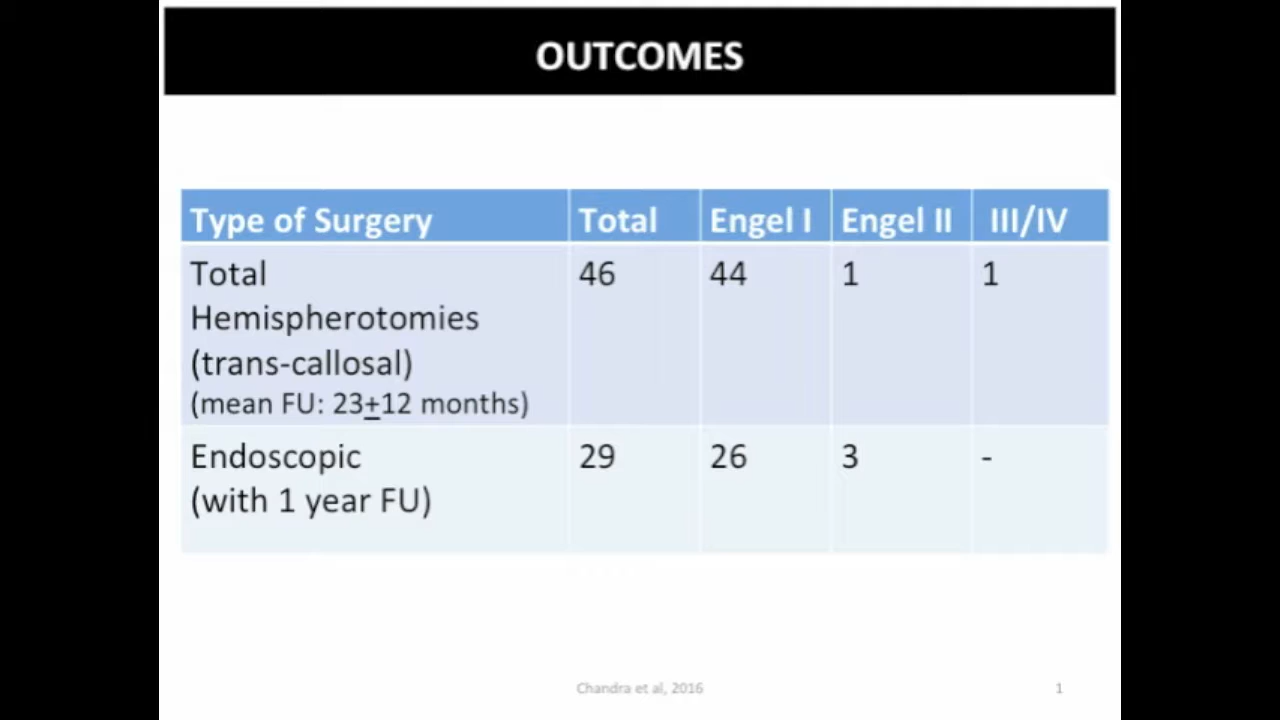 OUTCOMES
Type of Surgery Total Engel I Engel II III/IV
Total 46 44 1 1
Hemispherotomies
(trans-callosal)
(mean FU: 23+12 months)
Endoscopic 29 26 3 -
(with 1 year FU)
Chandra et al, 2016 1